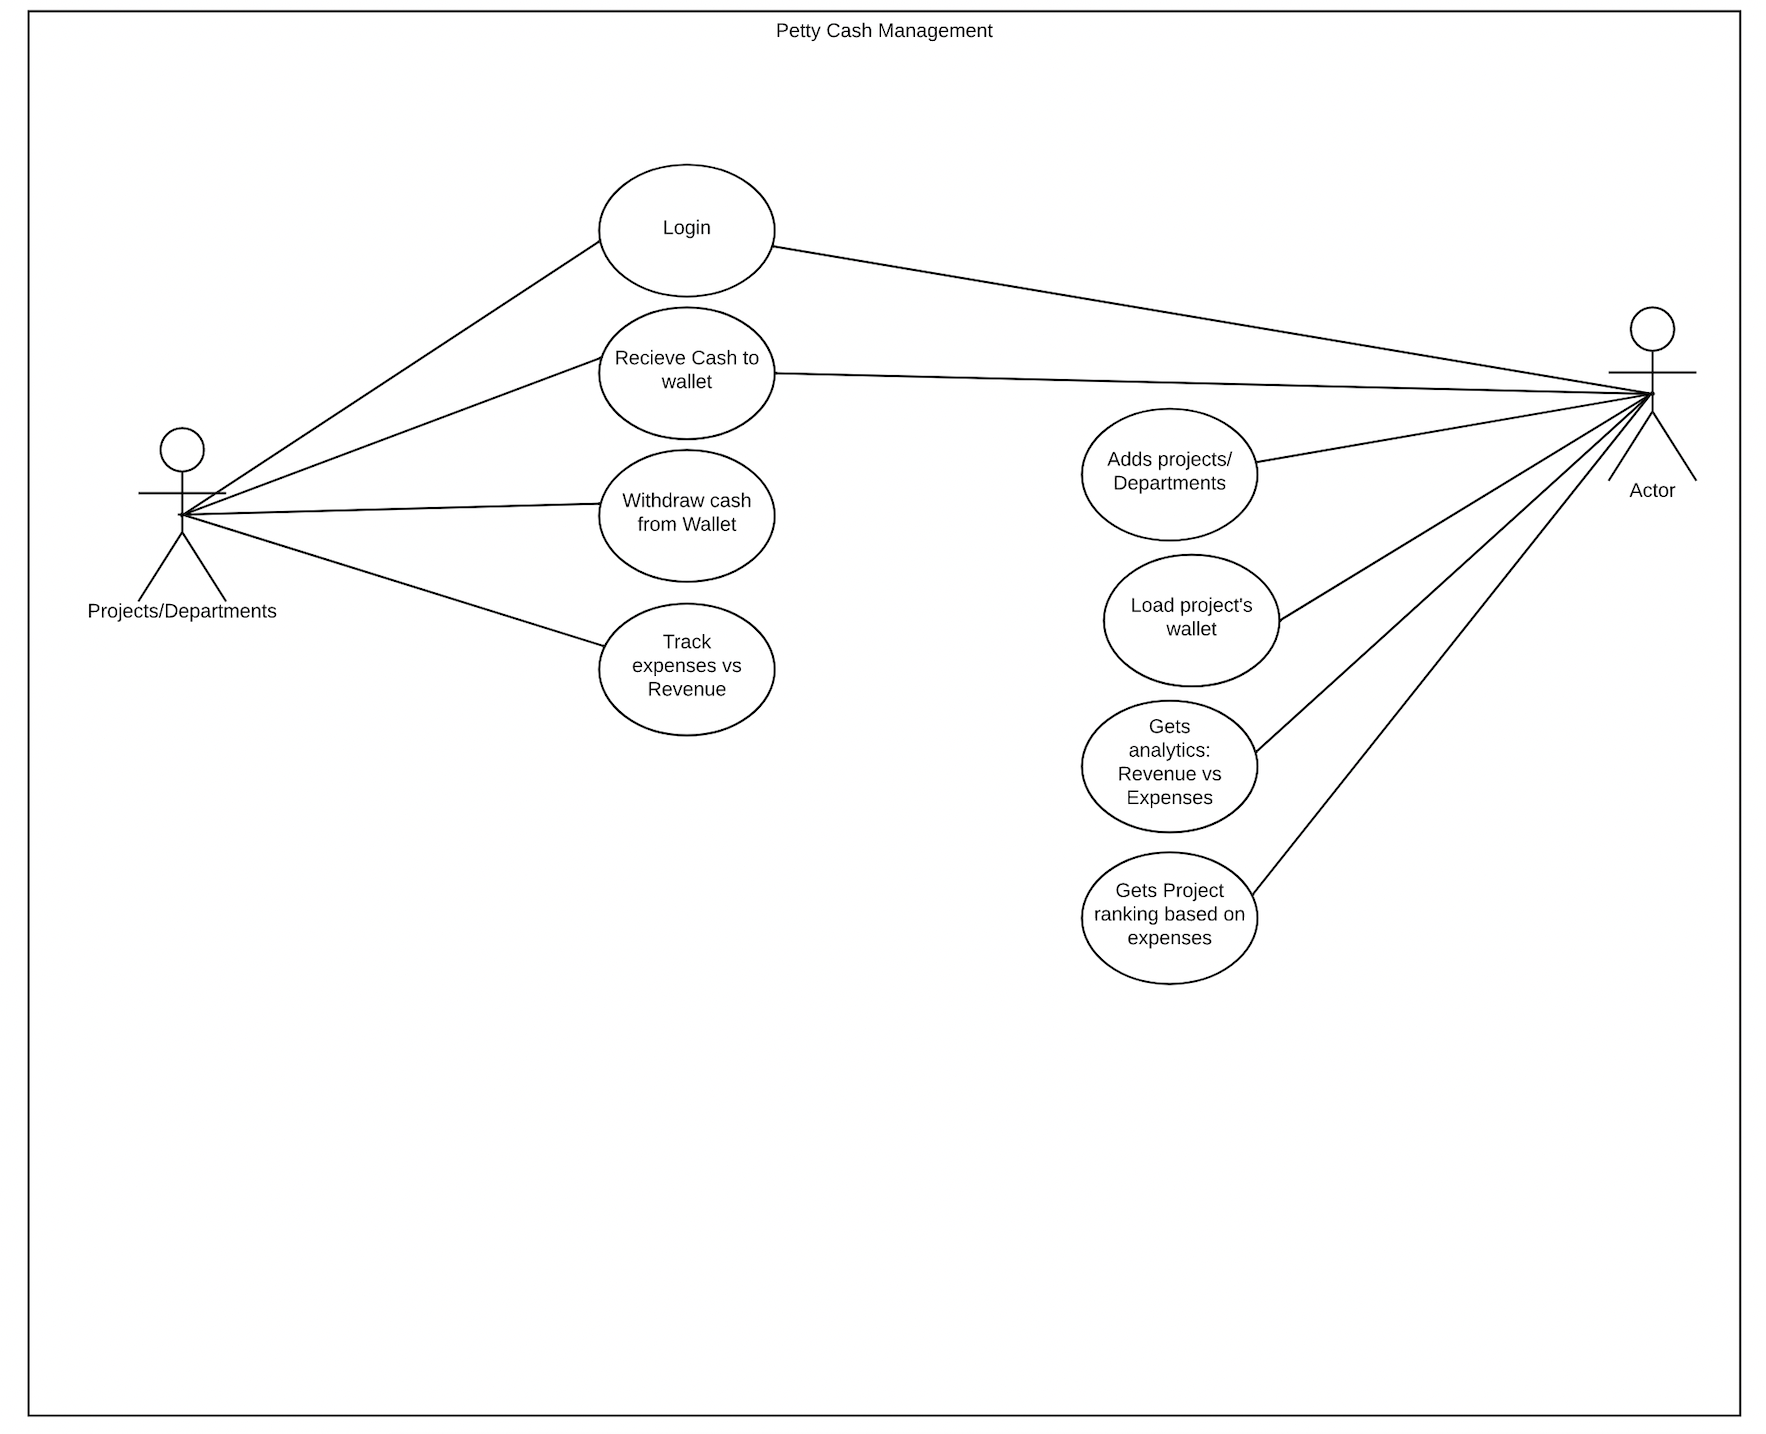 Petty Cash Management
Login
Recieve Cash to
wallet
Withdraw cash
from Wallet
Track
expenses vs
Revenue
Projects/Departments
Adds projects/
Departments
Load project's
wallet
Gets
analytics:
Revenue vs
Expenses
Gets Project
ranking based on
expenses
Actor